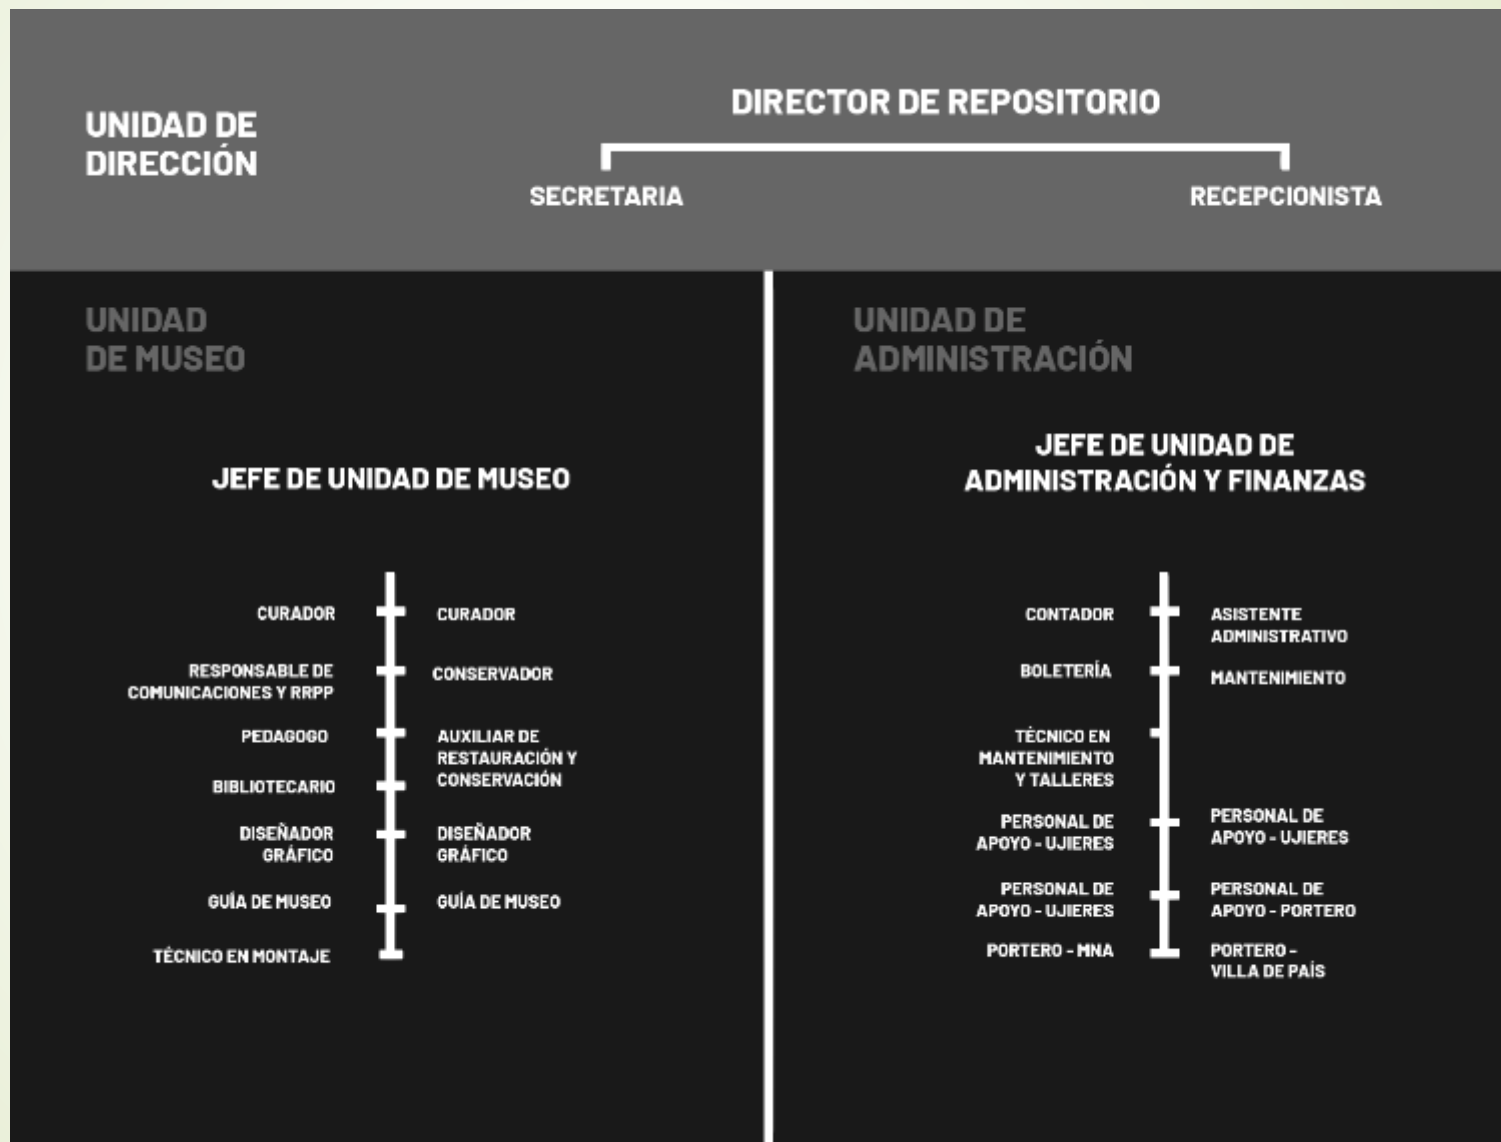 UNIDAD DE
DIRECCIÓN
DIRECTOR DE REPOSITORIO
SECRETARIA
RECEPCIONISTA
UNIDAD
DE MUSEO
JEFE DE UNIDAD DE MUSEO
CURADOR
CURADOR
RESPONSABLE DE
COMUNICACIONES Y RRPP
CONSERVADOR
PEDAGOGO
AUXILIAR DE
RESTAURACIÓN Y
CONSERVACIÓN
BIBLIOTECARIO
DISEÑADOR
GRÁFICO
DISEÑADOR
GRÁFICO
GUÍA DE MUSEO
GUÍA DE MUSEO
TÉCNICO EN MONTAJE
UNIDAD DE
ADMINISTRACIÓN
JEFE DE UNIDAD DE
ADMINISTRACIÓN Y FINANZAS
CONTADOR
ASISTENTE
ADMINISTRATIVO
BOLETERÍA
MANTENIMIENTO
TÉCNICO EN
MANTENIMIENTO
Y TALLERES
PERSONAL DE
APOYO - UJIERES
PERSONAL DE
APOYO - UJIERES
PERSONAL DE
APOYO - UJIERES
PERSONAL DE
APOYO - PORTERO
PORTERO - MNA
PORTERO -
VILLA DE PAÍS